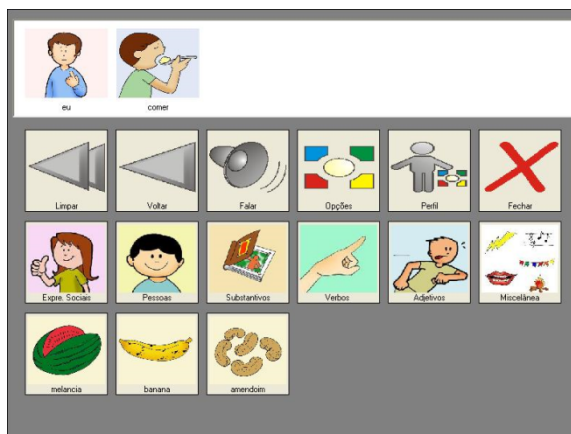 eu comer
Limpar Voltar Falar Opções Perfil Fechar
Expre. Sociais Pessoas Substantivos Verbos Adjetivos Miscelânea
melancia banana amendoim